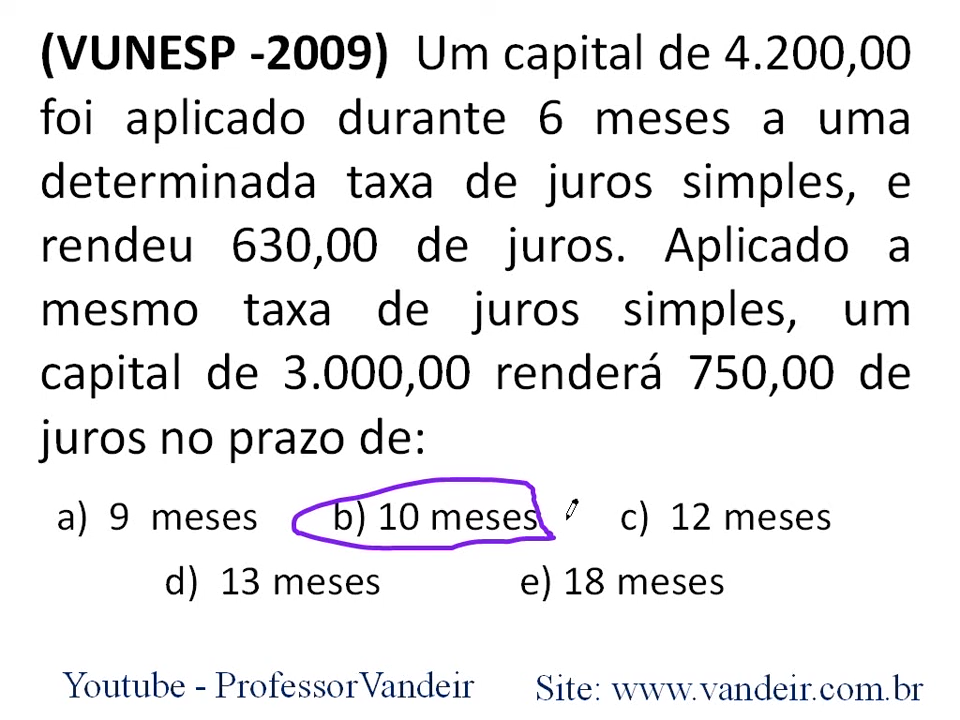 (VUNESP -2009) Um capital de 4.200,00
foi aplicado durante 6 meses a uma
determinada taxa de juros simples, e
rendeu 630,00 de juros. Aplicado a
mesmo taxa de juros simples, um
capital de 3.000,00 renderá 750,00 de
juros no prazo de:
a) 9 meses b) 10 meses c) 12 meses
d) 13 meses e) 18 meses
Youtube - ProfessorVandeir Site: www.vandeir.com.br